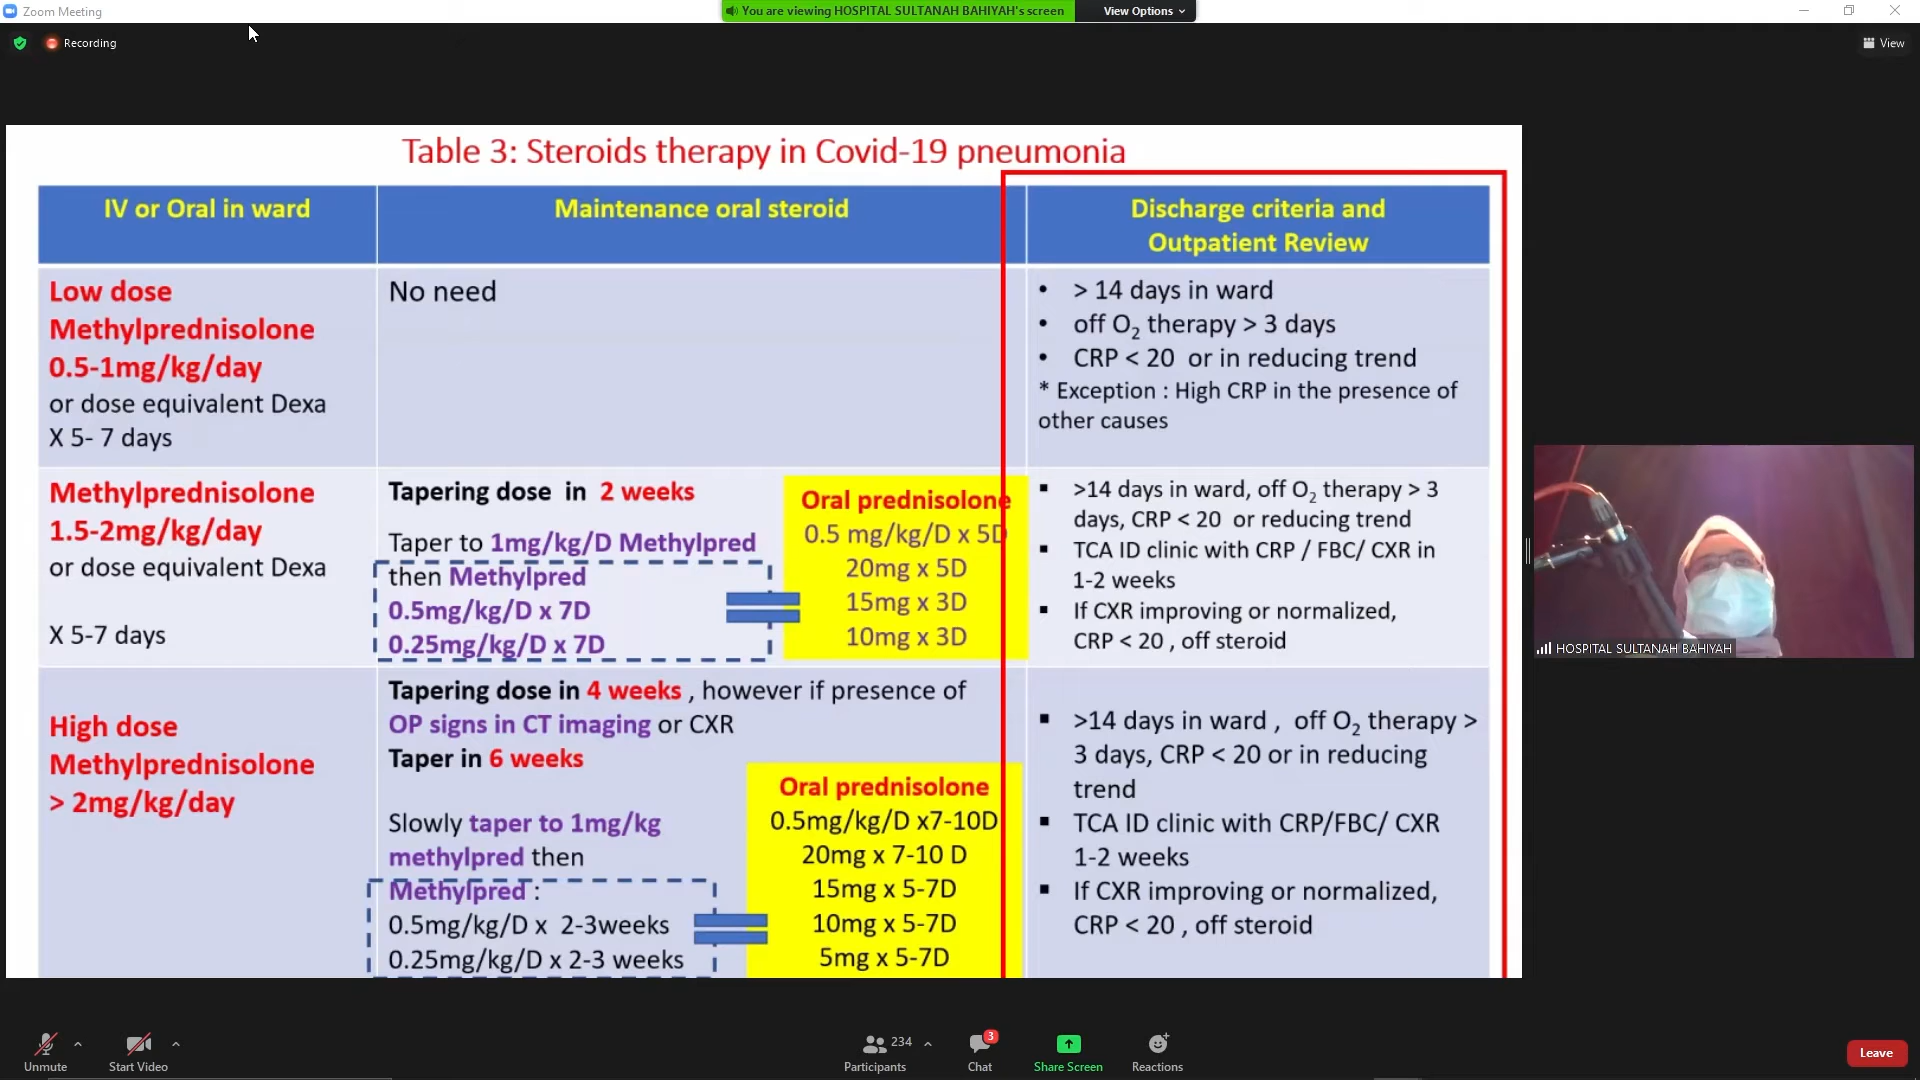 Zoom Meeting
You are viewing HOSPITAL SULTANAH BAHIYAH's screen
View Options
Recording
View
Table 3: Steroids therapy in Covid-19 pneumonia
IV or Oral in ward
Maintenance oral steroid
Discharge criteria and
Outpatient Review
Low dose
Methylprednisolone
0.5-1mg/kg/day
or dose equivalent Dexa
X 5- 7 days
No need
• > 14 days in ward
• off O₂ therapy > 3 days
• CRP < 20 or in reducing trend
* Exception : High CRP in the presence of
other causes
Methylprednisolone
1.5-2mg/kg/day
or dose equivalent Dexa
X 5-7 days
Tapering dose in 2 weeks
Taper to 1mg/kg/D Methylpred
then Methylpred
0.5mg/kg/D x 7D
0.25mg/kg/D x 7D
Oral prednisolone
0.5 mg/kg/D x 5D
20mg x 5D
15mg x 3D
10mg x 3D
▪ >14 days in ward, off O₂ therapy > 3
days, CRP < 20 or reducing trend
▪ TCA ID clinic with CRP / FBC/ CXR in
1-2 weeks
▪ If CXR improving or normalized,
CRP < 20 , off steroid
High dose
Methylprednisolone
> 2mg/kg/day
Tapering dose in 4 weeks , however if presence of
OP signs in CT imaging or CXR
Taper in 6 weeks
Slowly taper to 1mg/kg
methylpred then
Methylpred :
0.5mg/kg/D x 2-3weeks
0.25mg/kg/D x 2-3 weeks
Oral prednisolone
0.5mg/kg/D x7-10D
20mg x 7-10 D
15mg x 5-7D
10mg x 5-7D
5mg x 5-7D
▪ >14 days in ward , off O₂ therapy >
3 days, CRP < 20 or in reducing
trend
▪ TCA ID clinic with CRP/FBC/ CXR
1-2 weeks
▪ If CXR improving or normalized,
CRP < 20 , off steroid
HOSPITAL SULTANAH BAHIYAH
Unmute
Start Video
234
Participants
3
Chat
Share Screen
Reactions
Leave